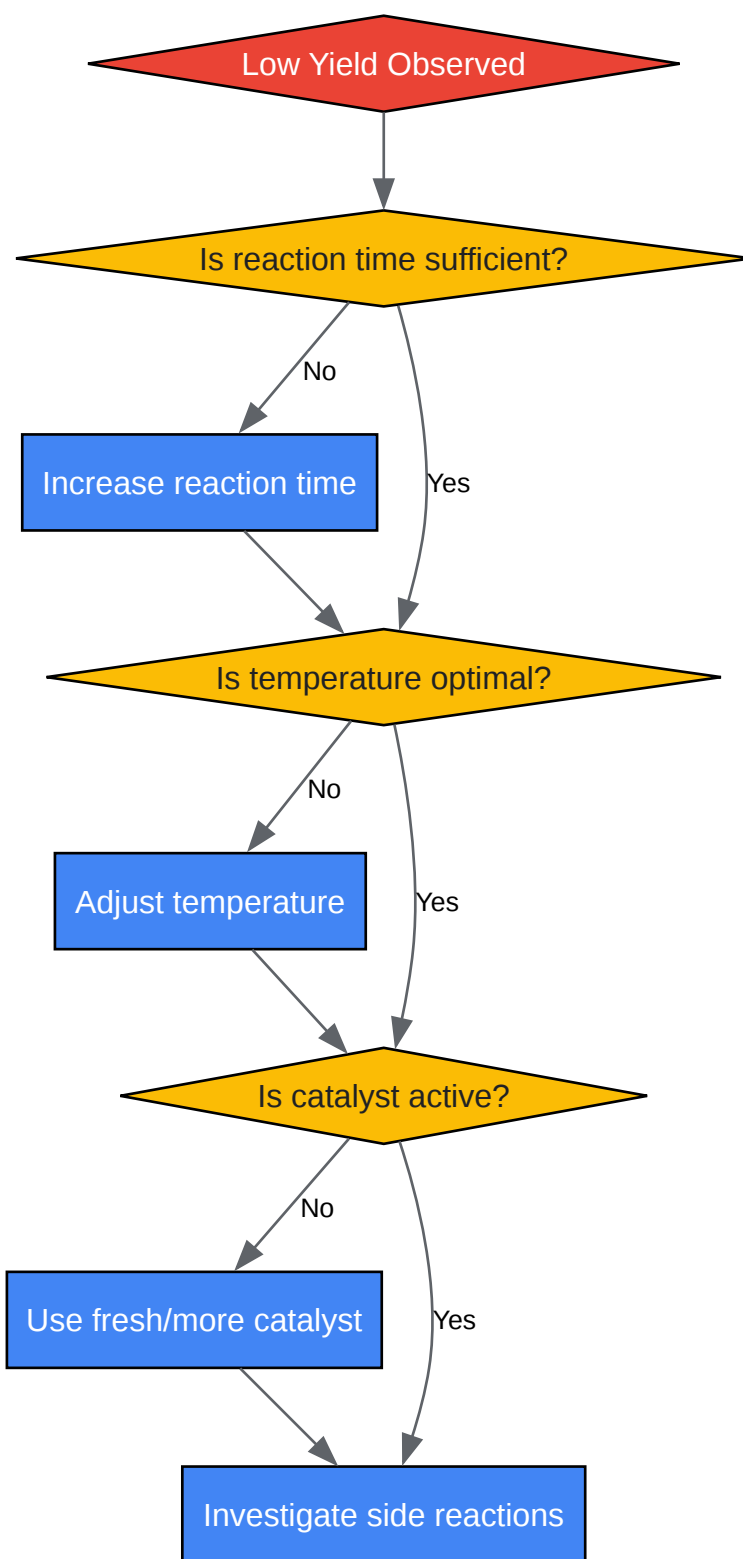 Low Yield Observed
Is reaction time sufficient?
No
Increase reaction time
Yes
Is temperature optimal?
No
Adjust temperature
Yes
Is catalyst active?
No
Use fresh/more catalyst
Yes
Investigate side reactions